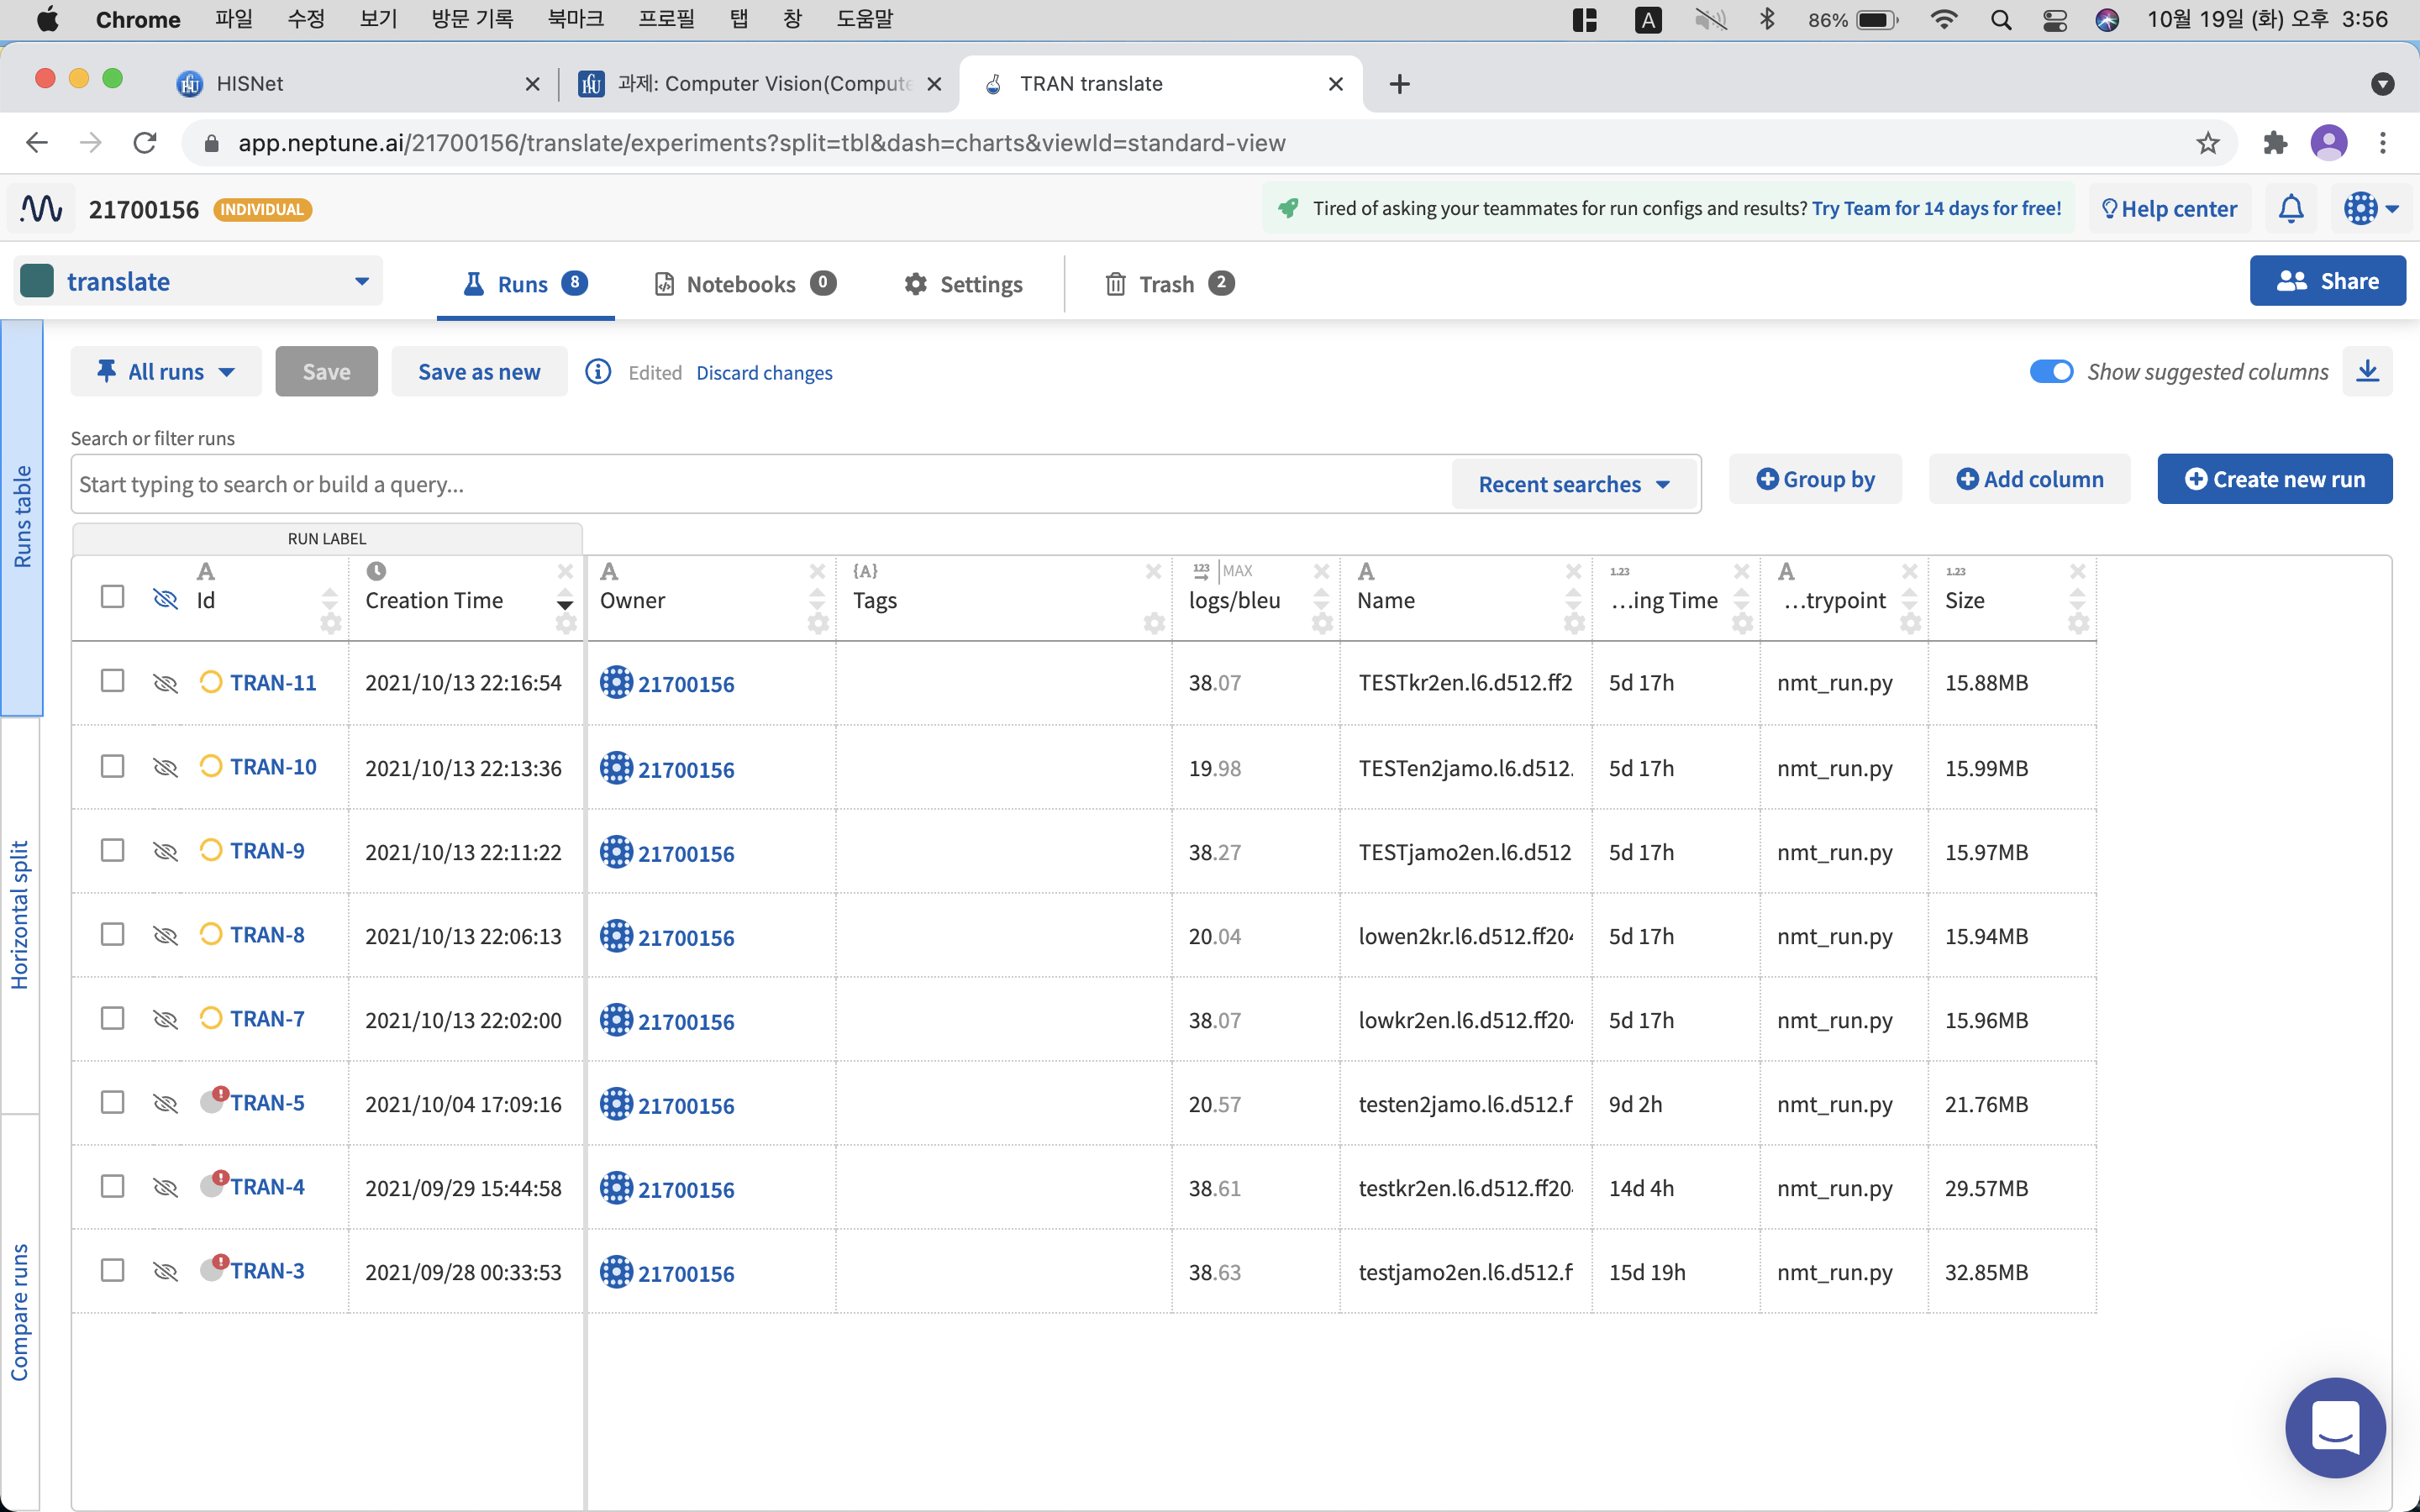 Chrome 파일 수정 보기 방문 기록 북마크 프로필 탭 창 도움말 A 86% 10월 19일 (화) 오후 3:56
HISNet 과제: Computer Vision(Compute TRAN translate
app.neptune.ai/21700156/translate/experiments?split=tbl&dash=charts&viewId=standard-view
21700156 INDIVIDUAL Tired of asking your teammates for run configs and results? Try Team for 14 days for free! Help center
translate Runs 8 Notebooks 0 Settings Trash 2 Share
All runs Save Save as new Edited Discard changes Show suggested columns
Search or filter runs
Start typing to search or build a query... Recent searches Group by Add column Create new run
RUN LABEL
A A {A} 123 MAX A 1.23 A 1.23
Id Creation Time Owner Tags logs/bleu Name ...ing Time ...trypoint Size
TRAN-11 2021/10/13 22:16:54 21700156 38.07 TESTkr2en.l6.d512.ff2 5d 17h nmt_run.py 15.88MB
TRAN-10 2021/10/13 22:13:36 21700156 19.98 TESTen2jamo.l6.d512. 5d 17h nmt_run.py 15.99MB
TRAN-9 2021/10/13 22:11:22 21700156 38.27 TESTjamo2en.l6.d512 5d 17h nmt_run.py 15.97MB
TRAN-8 2021/10/13 22:06:13 21700156 20.04 lowen2kr.l6.d512.ff204 5d 17h nmt_run.py 15.94MB
TRAN-7 2021/10/13 22:02:00 21700156 38.07 lowkr2en.l6.d512.ff204 5d 17h nmt_run.py 15.96MB
TRAN-5 2021/10/04 17:09:16 21700156 20.57 testen2jamo.l6.d512.f 9d 2h nmt_run.py 21.76MB
TRAN-4 2021/09/29 15:44:58 21700156 38.61 testkr2en.l6.d512.ff20 14d 4h nmt_run.py 29.57MB
TRAN-3 2021/09/28 00:33:53 21700156 38.63 testjamo2en.l6.d512.f 15d 19h nmt_run.py 32.85MB
Runs table
Horizontal split
Compare runs